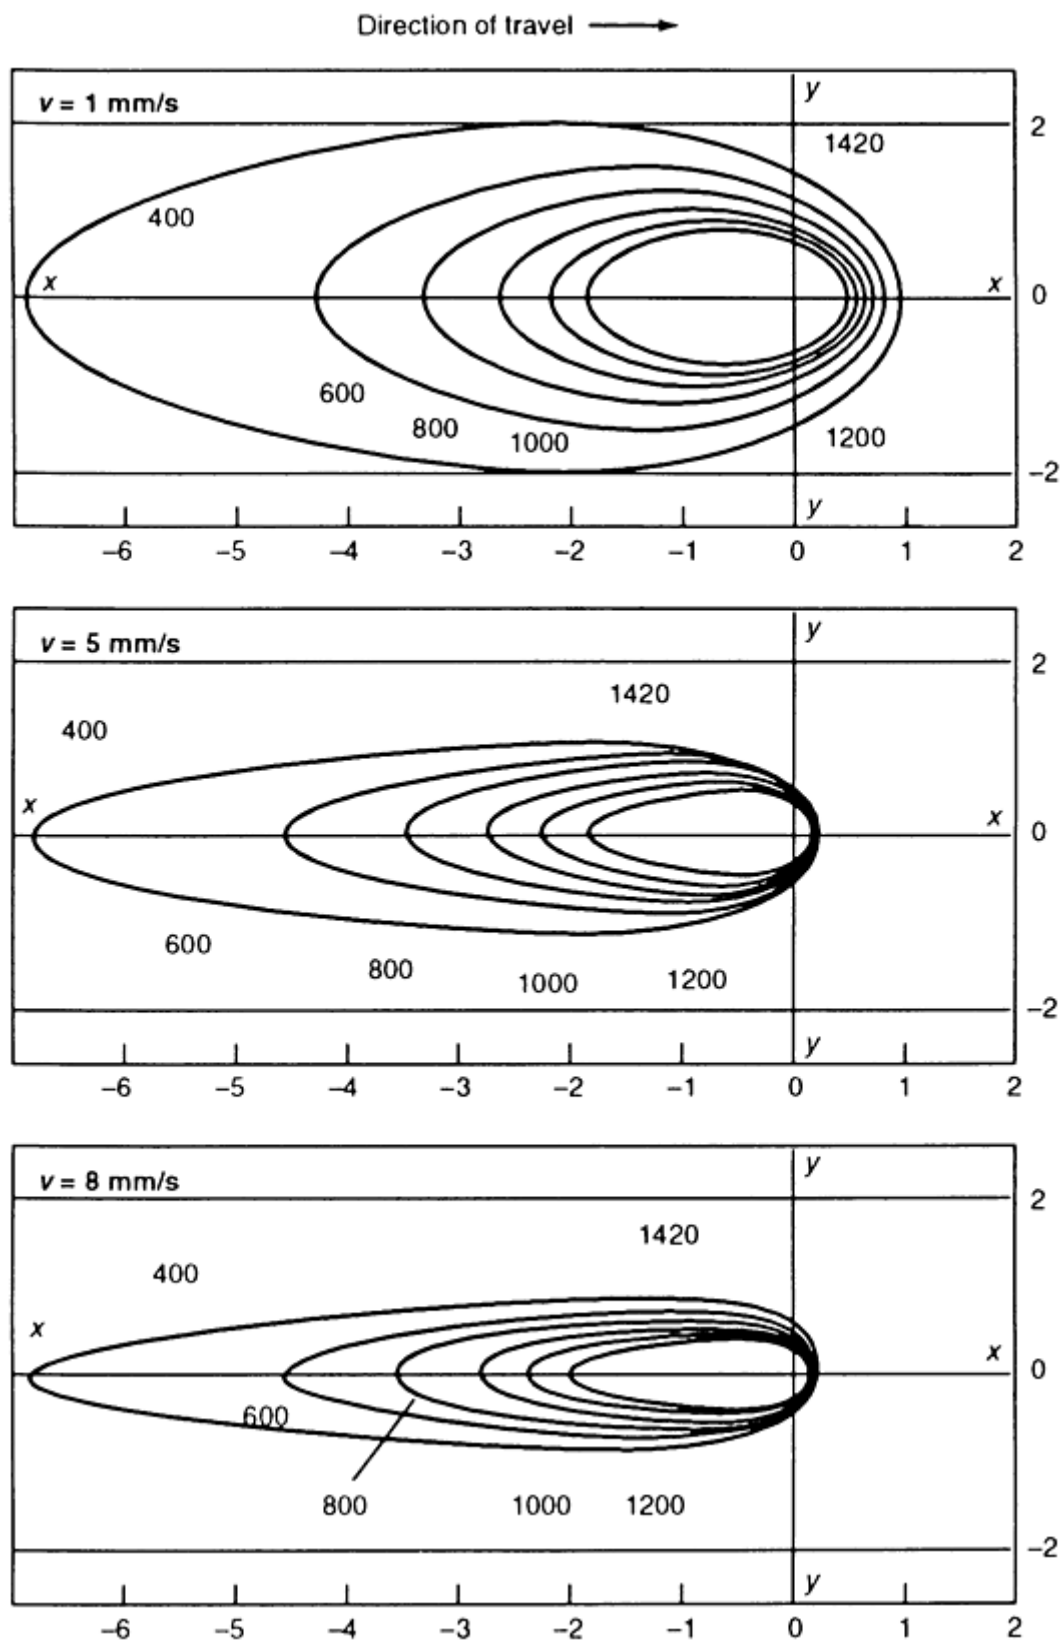 Direction of travel
v = 1 mm/s
y
1420
2
400
x
x
0
600
800
1000
1200
y
−2
−6 −5 −4 −3 −2 −1 0 1 2
v = 5 mm/s
y
2
1420
400
x
x
0
600
800
1000
1200
y
−2
−6 −5 −4 −3 −2 −1 0 1 2
v = 8 mm/s
y
2
1420
400
x
x
0
600
800
1000
1200
y
−2
−6 −5 −4 −3 −2 −1 0 1 2